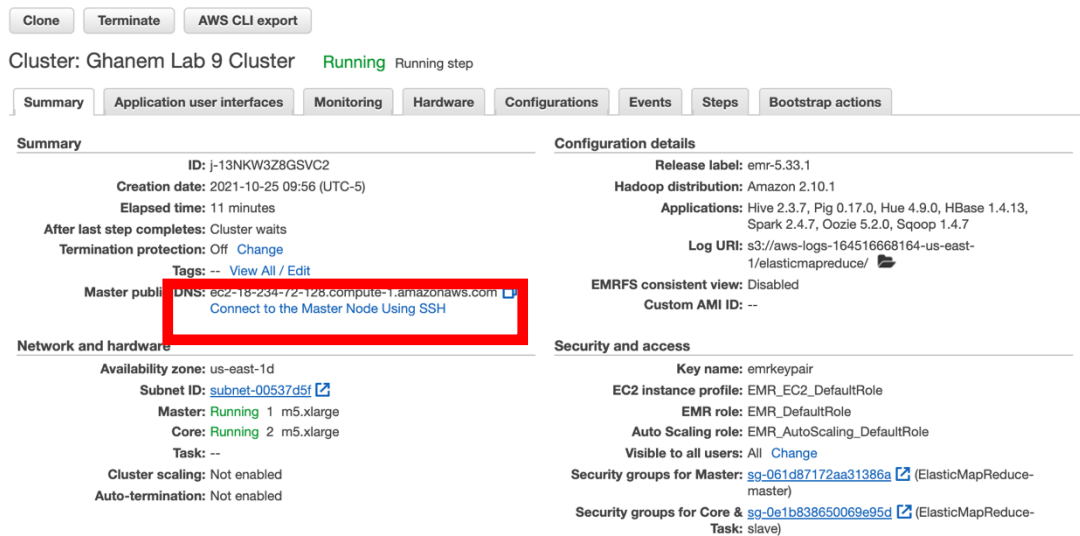 Clone Terminate AWS CLI export
Cluster: Ghanem Lab 9 Cluster Running Running step
Summary Application user interfaces Monitoring Hardware Configurations Events Steps Bootstrap actions
Summary
ID: j-13NKW3Z8GSVC2
Creation date: 2021-10-25 09:56 (UTC-5)
Elapsed time: 11 minutes
After last step completes: Cluster waits
Termination protection: Off Change
Tags: -- View All / Edit
Master public DNS: ec2-18-234-72-128.compute-1.amazonaws.com
Connect to the Master Node Using SSH
Configuration details
Release label: emr-5.33.1
Hadoop distribution: Amazon 2.10.1
Applications: Hive 2.3.7, Pig 0.17.0, Hue 4.9.0, HBase 1.4.13,
Spark 2.4.7, Oozie 5.2.0, Sqoop 1.4.7
Log URI: s3://aws-logs-164516668164-us-east-
1/elasticmapreduce/
EMRFS consistent view: Disabled
Custom AMI ID: --
Network and hardware
Availability zone: us-east-1d
Subnet ID: subnet-00537d5f
Master: Running 1 m5.xlarge
Core: Running 2 m5.xlarge
Task: --
Cluster scaling: Not enabled
Auto-termination: Not enabled
Security and access
Key name: emrkeypair
EC2 instance profile: EMR_EC2_DefaultRole
EMR role: EMR_DefaultRole
Auto Scaling role: EMR_AutoScaling_DefaultRole
Visible to all users: All Change
Security groups for Master: sg-061d87172aa31386a (ElasticMapReduce-
master)
Security groups for Core & sg-0e1b838650069e95d (ElasticMapReduce-
Task: slave)